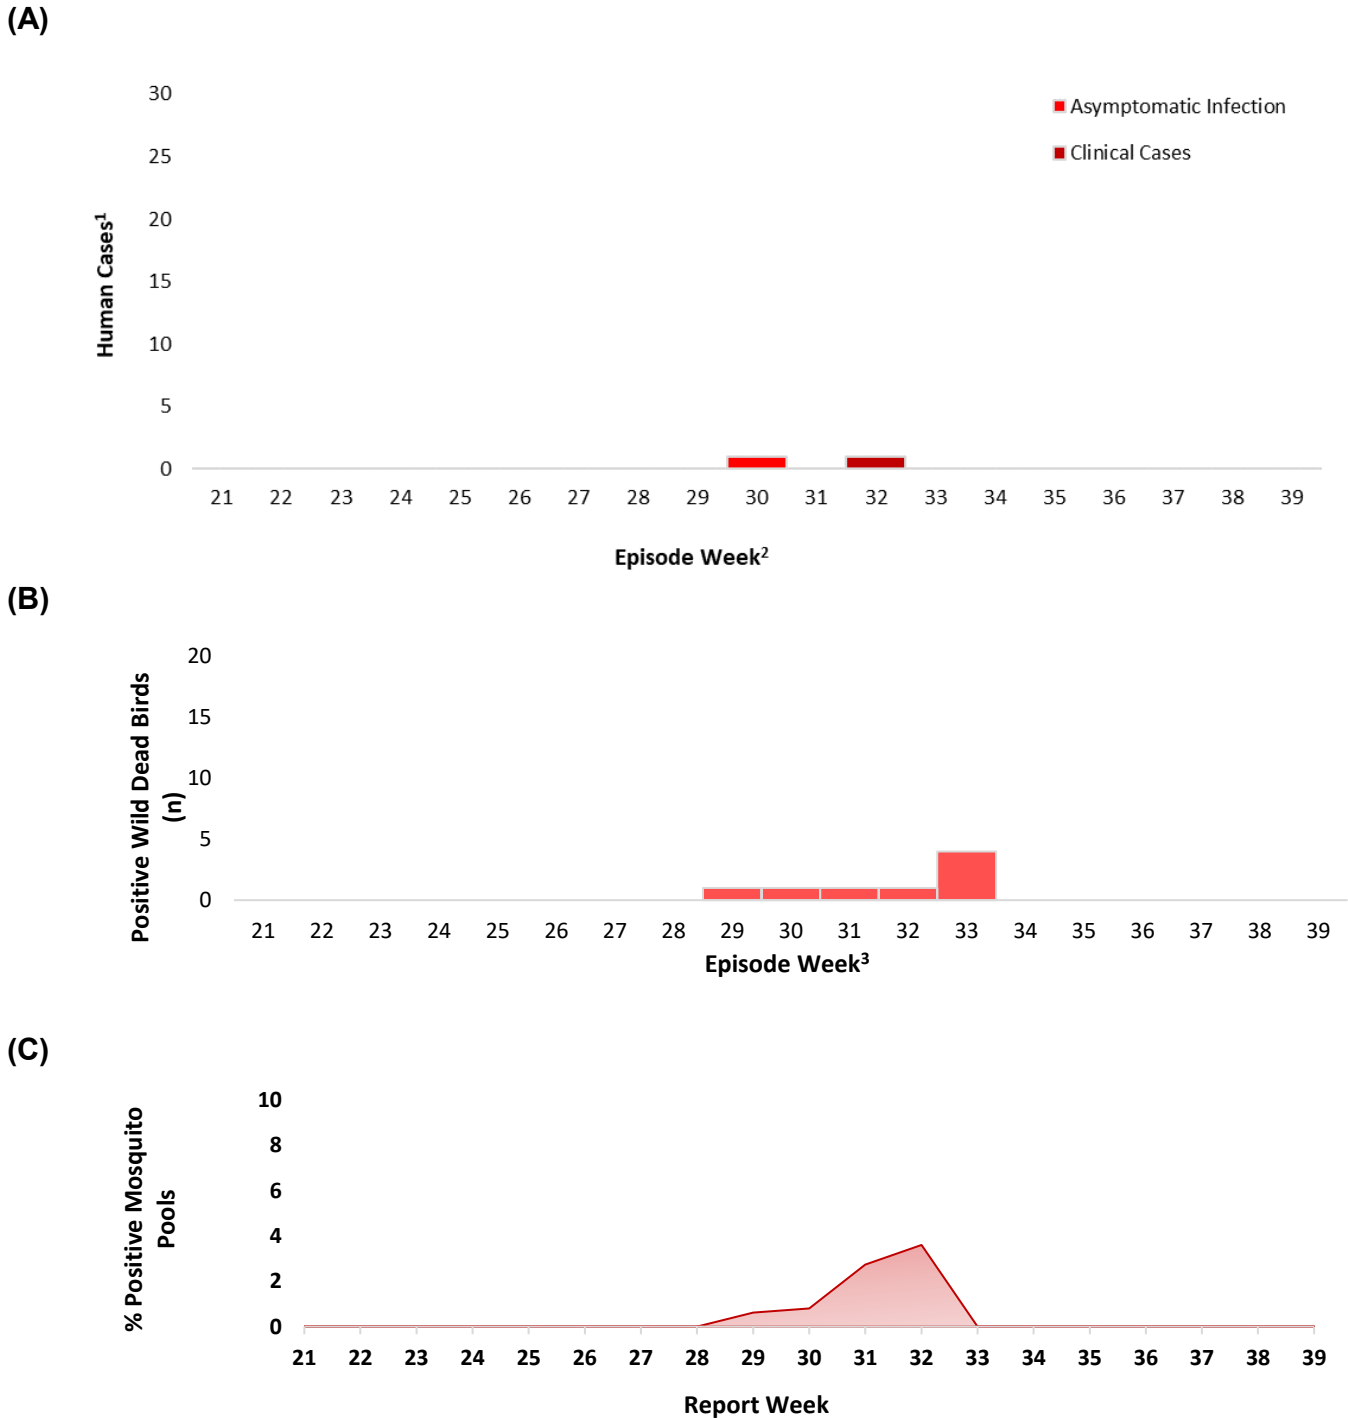 (A)
30
25
20
15
10
5
0
Human Cases¹
Asymptomatic Infection
Clinical Cases
21 22 23 24 25 26 27 28 29 30 31 32 33 34 35 36 37 38 39
Episode Week²
(B)
20
15
10
5
0
Positive Wild Dead Birds
(n)
21 22 23 24 25 26 27 28 29 30 31 32 33 34 35 36 37 38 39
Episode Week³
(C)
10
8
6
4
2
0
% Positive Mosquito
Pools
21 22 23 24 25 26 27 28 29 30 31 32 33 34 35 36 37 38 39
Report Week